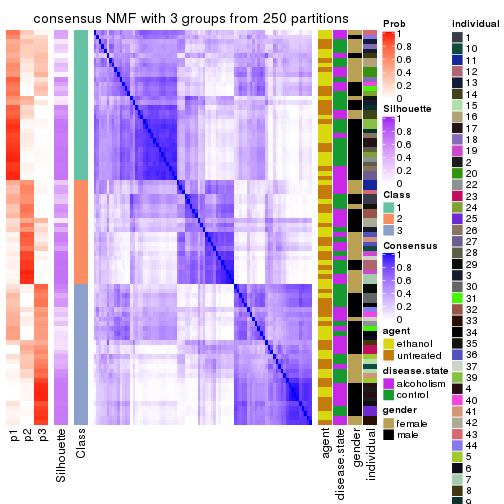 consensus NMF with 3 groups from 250 partitions
p1
p2
p3
Silhouette
Class
agent
disease.state
gender
individual
Prob
1
0.8
0.6
0.4
0.2
0
Silhouette
1
0.8
0.6
0.4
0.2
0
Class
1
2
3
Consensus
1
0.8
0.6
0.4
0.2
0
agent
ethanol
untreated
disease.state
alcoholism
control
gender
female
male
individual
1
10
11
12
13
14
15
16
17
18
19
2
20
22
23
24
25
26
27
28
29
3
30
31
32
33
34
35
36
37
39
4
40
41
42
43
44
5
6
7
8
9